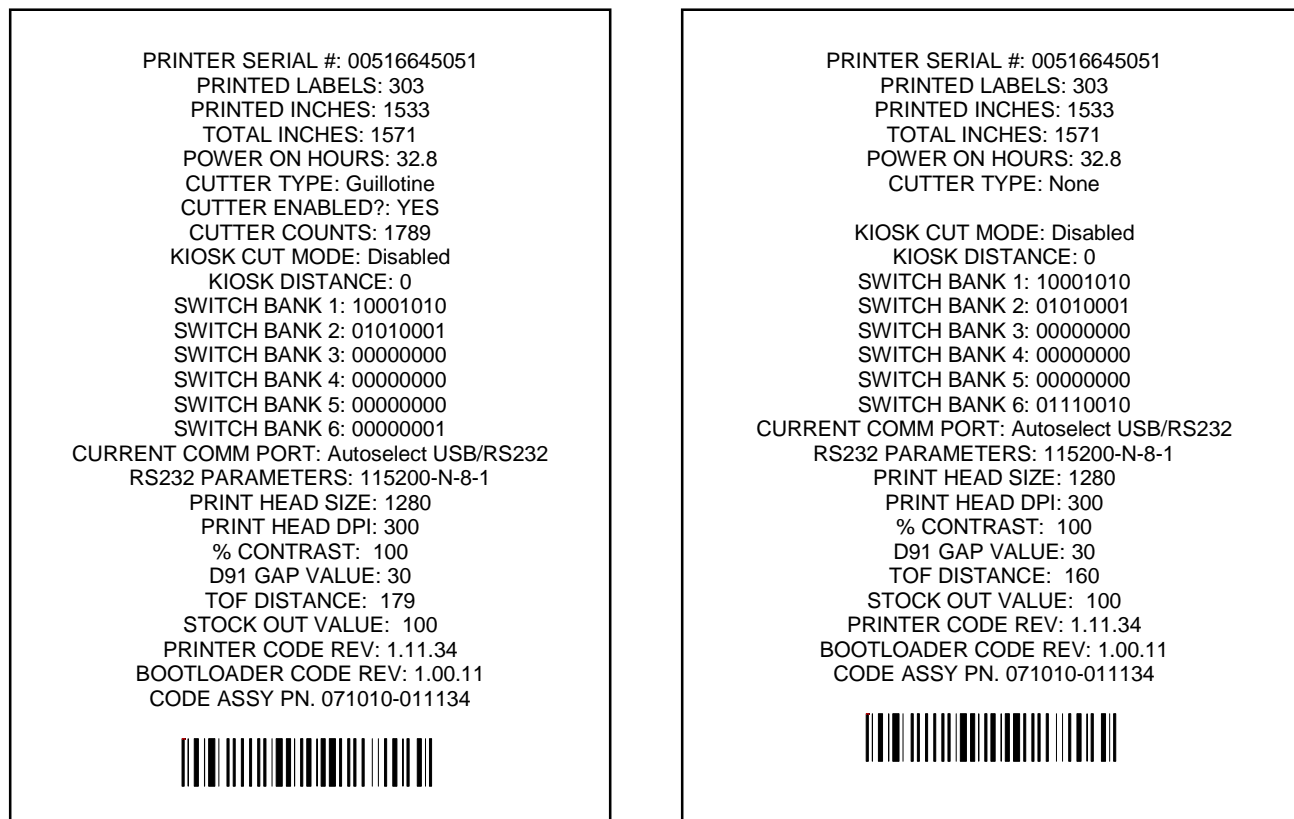 PRINTER SERIAL #: 00516645051
PRINTED LABELS: 303
PRINTED INCHES: 1533
TOTAL INCHES: 1571
POWER ON HOURS: 32.8
CUTTER TYPE: Guillotine
CUTTER ENABLED?: YES
CUTTER COUNTS: 1789
KIOSK CUT MODE: Disabled
KIOSK DISTANCE: 0
SWITCH BANK 1: 10001010
SWITCH BANK 2: 01010001
SWITCH BANK 3: 00000000
SWITCH BANK 4: 00000000
SWITCH BANK 5: 00000000
SWITCH BANK 6: 00000001
CURRENT COMM PORT: Autoselect USB/RS232
RS232 PARAMETERS: 115200-N-8-1
PRINT HEAD SIZE: 1280
PRINT HEAD DPI: 300
% CONTRAST: 100
D91 GAP VALUE: 30
TOF DISTANCE: 179
STOCK OUT VALUE: 100
PRINTER CODE REV: 1.11.34
BOOTLOADER CODE REV: 1.00.11
CODE ASSY PN. 071010-011134
PRINTER SERIAL #: 00516645051
PRINTED LABELS: 303
PRINTED INCHES: 1533
TOTAL INCHES: 1571
POWER ON HOURS: 32.8
CUTTER TYPE: None
KIOSK CUT MODE: Disabled
KIOSK DISTANCE: 0
SWITCH BANK 1: 10001010
SWITCH BANK 2: 01010001
SWITCH BANK 3: 00000000
SWITCH BANK 4: 00000000
SWITCH BANK 5: 00000000
SWITCH BANK 6: 01110010
CURRENT COMM PORT: Autoselect USB/RS232
RS232 PARAMETERS: 115200-N-8-1
PRINT HEAD SIZE: 1280
PRINT HEAD DPI: 300
% CONTRAST: 100
D91 GAP VALUE: 30
TOF DISTANCE: 160
STOCK OUT VALUE: 100
PRINTER CODE REV: 1.11.34
BOOTLOADER CODE REV: 1.00.11
CODE ASSY PN. 071010-011134